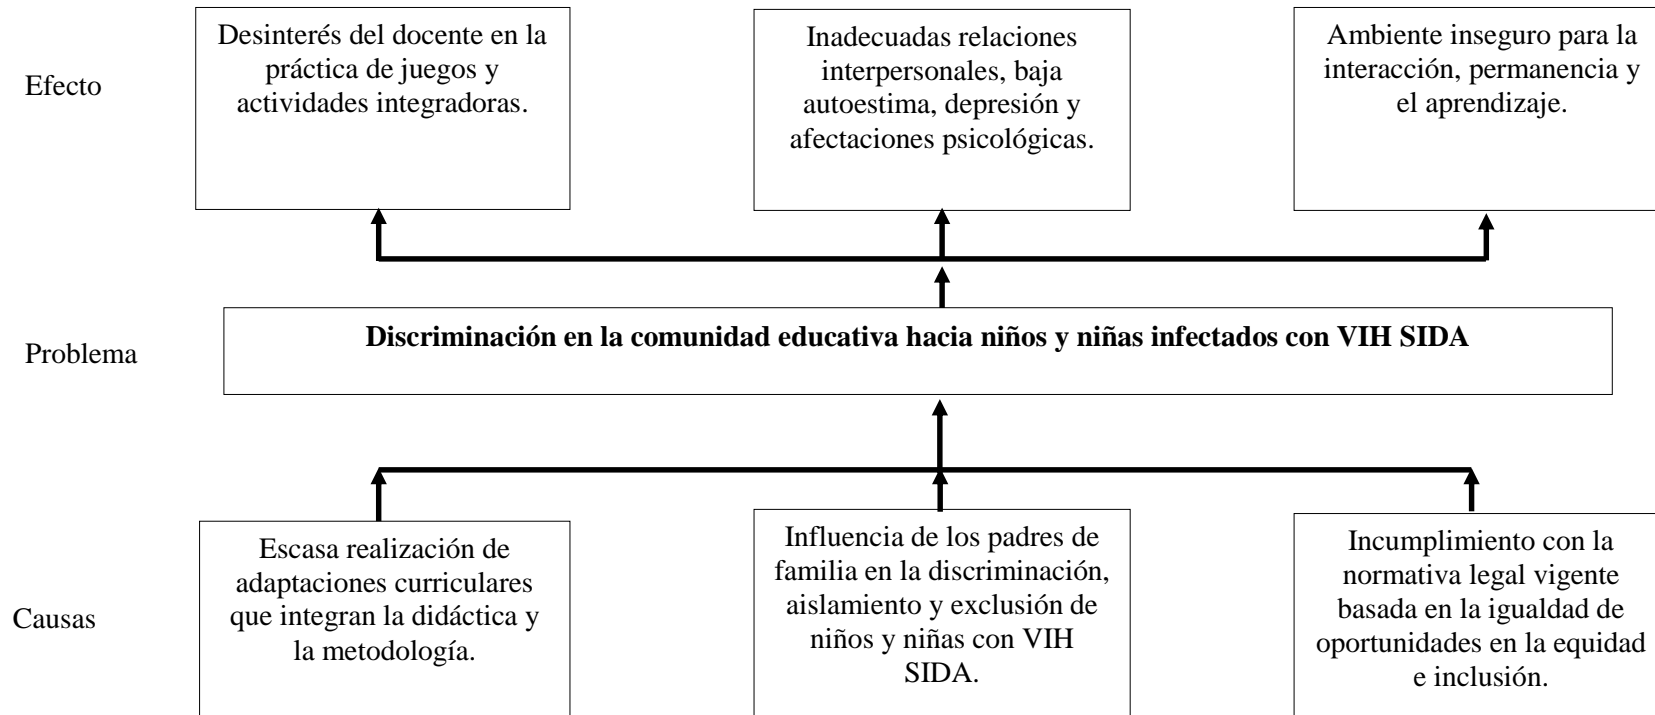 Efecto
Desinterés del docente en la
práctica de juegos y
actividades integradoras.
Inadecuadas relaciones
interpersonales, baja
autoestima, depresión y
afectaciones psicológicas.
Ambiente inseguro para la
interacción, permanencia y
el aprendizaje.
Problema
Discriminación en la comunidad educativa hacia niños y niñas infectados con VIH SIDA
Causas
Escasa realización de
adaptaciones curriculares
que integran la didáctica y
la metodología.
Influencia de los padres de
familia en la discriminación,
aislamiento y exclusión de
niños y niñas con VIH
SIDA.
Incumplimiento con la
normativa legal vigente
basada en la igualdad de
oportunidades en la equidad
e inclusión.